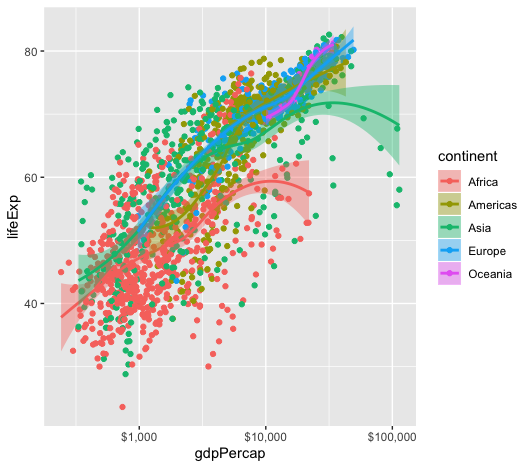 80
60
40
lifeExp
$1,000
$10,000
$100,000
gdpPercap
continent
Africa
Americas
Asia
Europe
Oceania